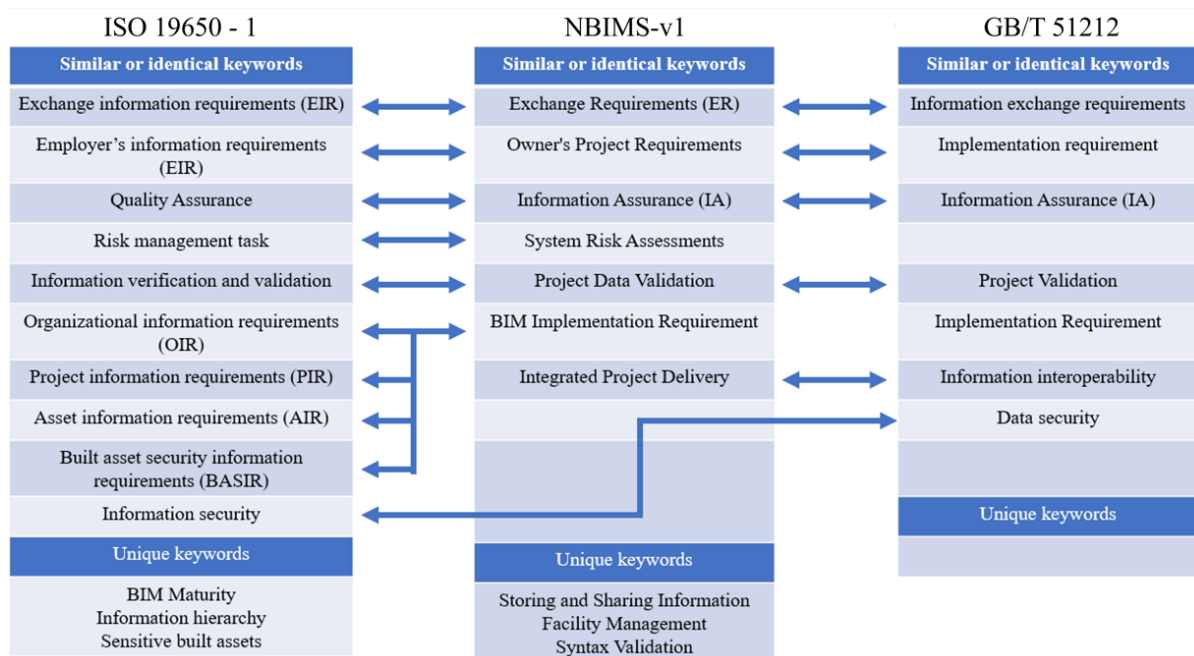 ISO 19650 - 1
Similar or identical keywords
Exchange information requirements (EIR)
Employer’s information requirements
(EIR)
Quality Assurance
Risk management task
Information verification and validation
Organizational information requirements
(OIR)
Project information requirements (PIR)
Asset information requirements (AIR)
Built asset security information
requirements (BASIR)
Information security
Unique keywords
BIM Maturity
Information hierarchy
Sensitive built assets
NBIMS-v1
Similar or identical keywords
Exchange Requirements (ER)
Owner's Project Requirements
Information Assurance (IA)
System Risk Assessments
Project Data Validation
BIM Implementation Requirement
Integrated Project Delivery
Unique keywords
Storing and Sharing Information
Facility Management
Syntax Validation
GB/T 51212
Similar or identical keywords
Information exchange requirements
Implementation requirement
Information Assurance (IA)
Project Validation
Implementation Requirement
Information interoperability
Data security
Unique keywords